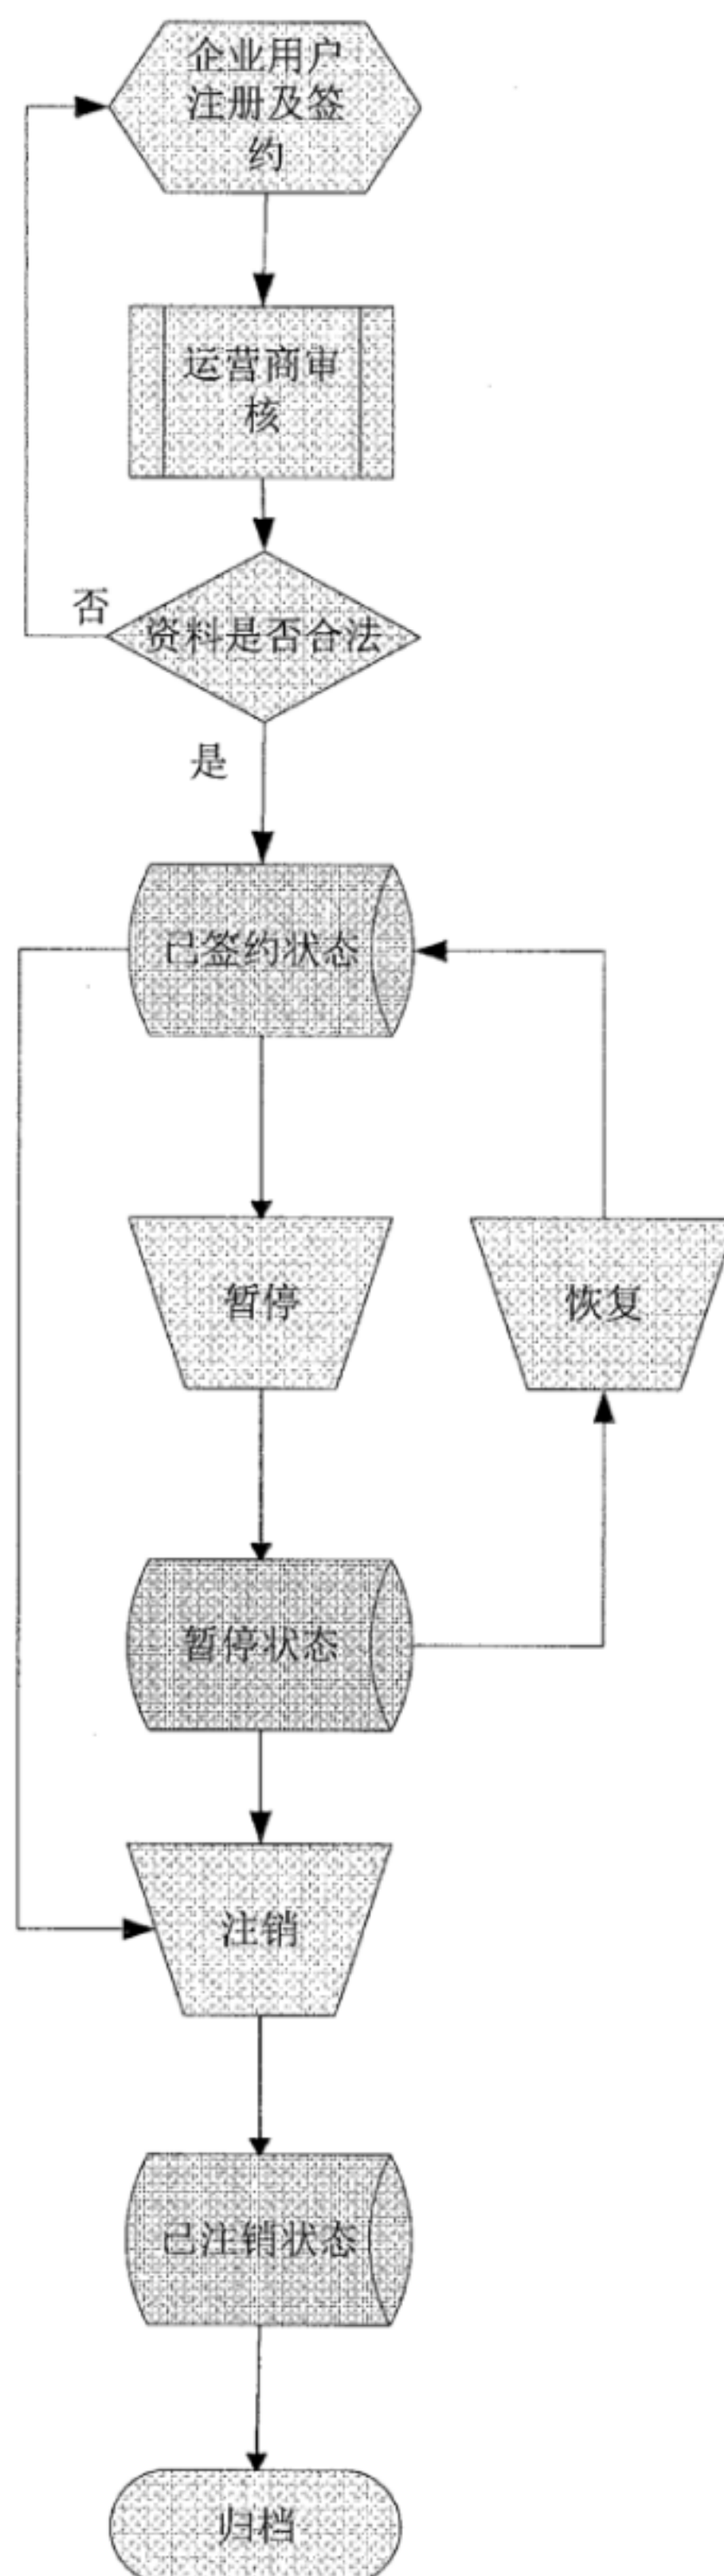 企业用户
注册及签
约
运营商审
核
否
资料是否合法
是
已签约状态
暂停
恢复
暂停状态
注销
已注销状态
归档